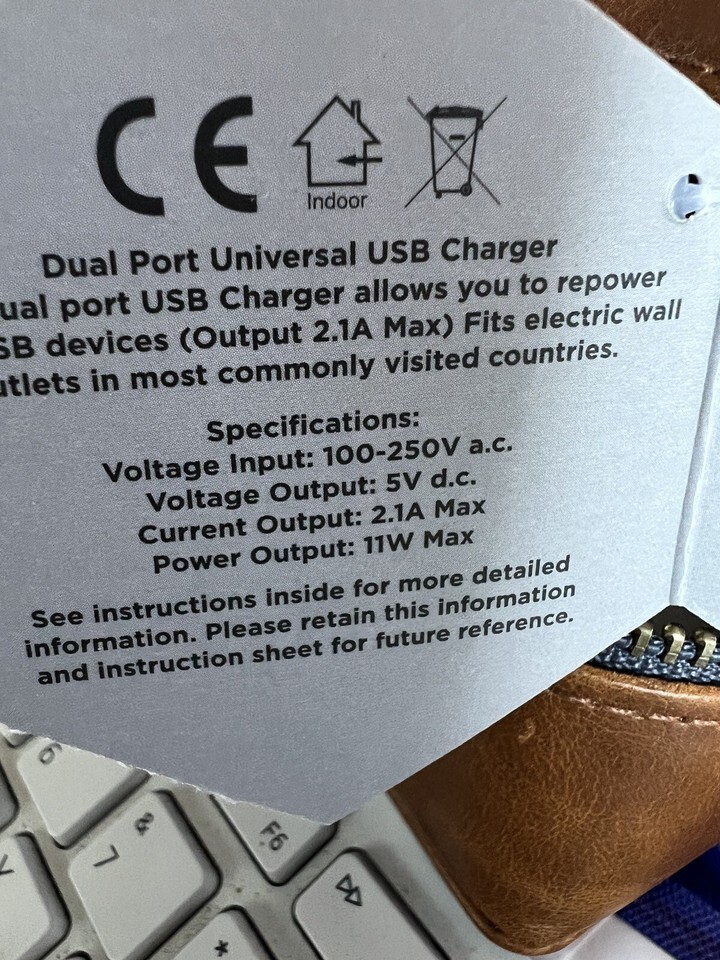 CE
Indoor
Dual Port Universal USB Charger
ual port USB Charger allows you to repower
SB devices (Output 2.1A Max) Fits electric wall
utlets in most commonly visited countries.
Specifications:
Voltage Input: 100-250V a.c.
Voltage Output: 5V d.c.
Current Output: 2.1A Max
Power Output: 11W Max
See instructions inside for more detailed
information. Please retain this information
and instruction sheet for future reference.
6
&
7
F6
*